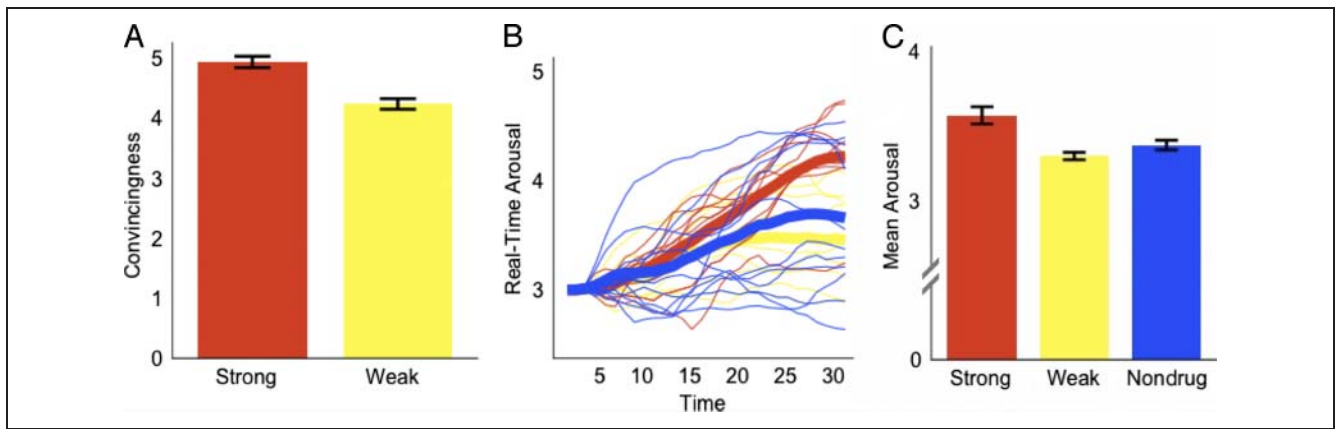 A
Convincingness
5
4
3
2
1
0
Strong Weak
B
Real-Time Arousal
5
4
3
5 10 15 20 25 30
Time
C
Mean Arousal
4
3
0
Strong Weak Nondrug